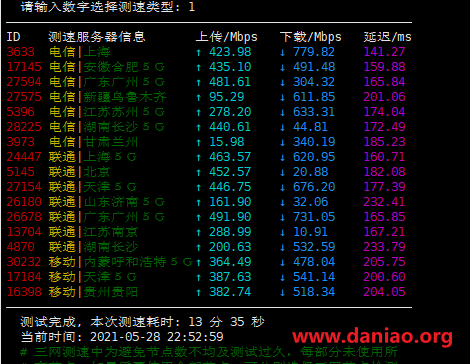 请输入数字选择测速类型: 1
ID 测速服务器信息 上传/Mbps 下载/Mbps 延迟/ms
3633 电信|上海 ↑ 423.98 ↓ 779.82 141.27
17145 电信|安徽合肥５Ｇ ↑ 435.10 ↓ 491.48 159.88
27594 电信|广东广州５Ｇ ↑ 481.61 ↓ 304.32 165.84
27575 电信|新疆乌鲁木齐 ↑ 95.29 ↓ 611.85 201.06
5396 电信|江苏苏州５Ｇ ↑ 278.20 ↓ 633.31 174.04
28225 电信|湖南长沙５Ｇ ↑ 440.61 ↓ 44.81 172.49
3973 电信|甘肃兰州 ↑ 15.98 ↓ 340.19 185.23
24447 联通|上海５Ｇ ↑ 463.57 ↓ 620.95 160.71
5145 联通|北京 ↑ 452.57 ↓ 20.88 182.08
27154 联通|天津５Ｇ ↑ 446.75 ↓ 676.20 177.39
26180 联通|山东济南５Ｇ ↑ 161.90 ↓ 32.06 232.41
26678 联通|广东广州５Ｇ ↑ 491.90 ↓ 731.05 165.85
13704 联通|江苏南京 ↑ 288.99 ↓ 10.91 167.21
4870 联通|湖南长沙 ↑ 200.63 ↓ 532.59 233.79
30232 移动|内蒙呼和浩特５Ｇ ↑ 364.49 ↓ 478.04 205.75
17184 移动|天津５Ｇ ↑ 387.63 ↓ 541.14 200.60
16398 移动|贵州贵阳 ↑ 382.74 ↓ 518.34 204.05
测试完成, 本次测速耗时: 13 分 35 秒
当前时间: 2021-05-28 22:52:59
www.daniao.org
# 三网测速中为避免节点数不均及测试过久，每部分未使用所